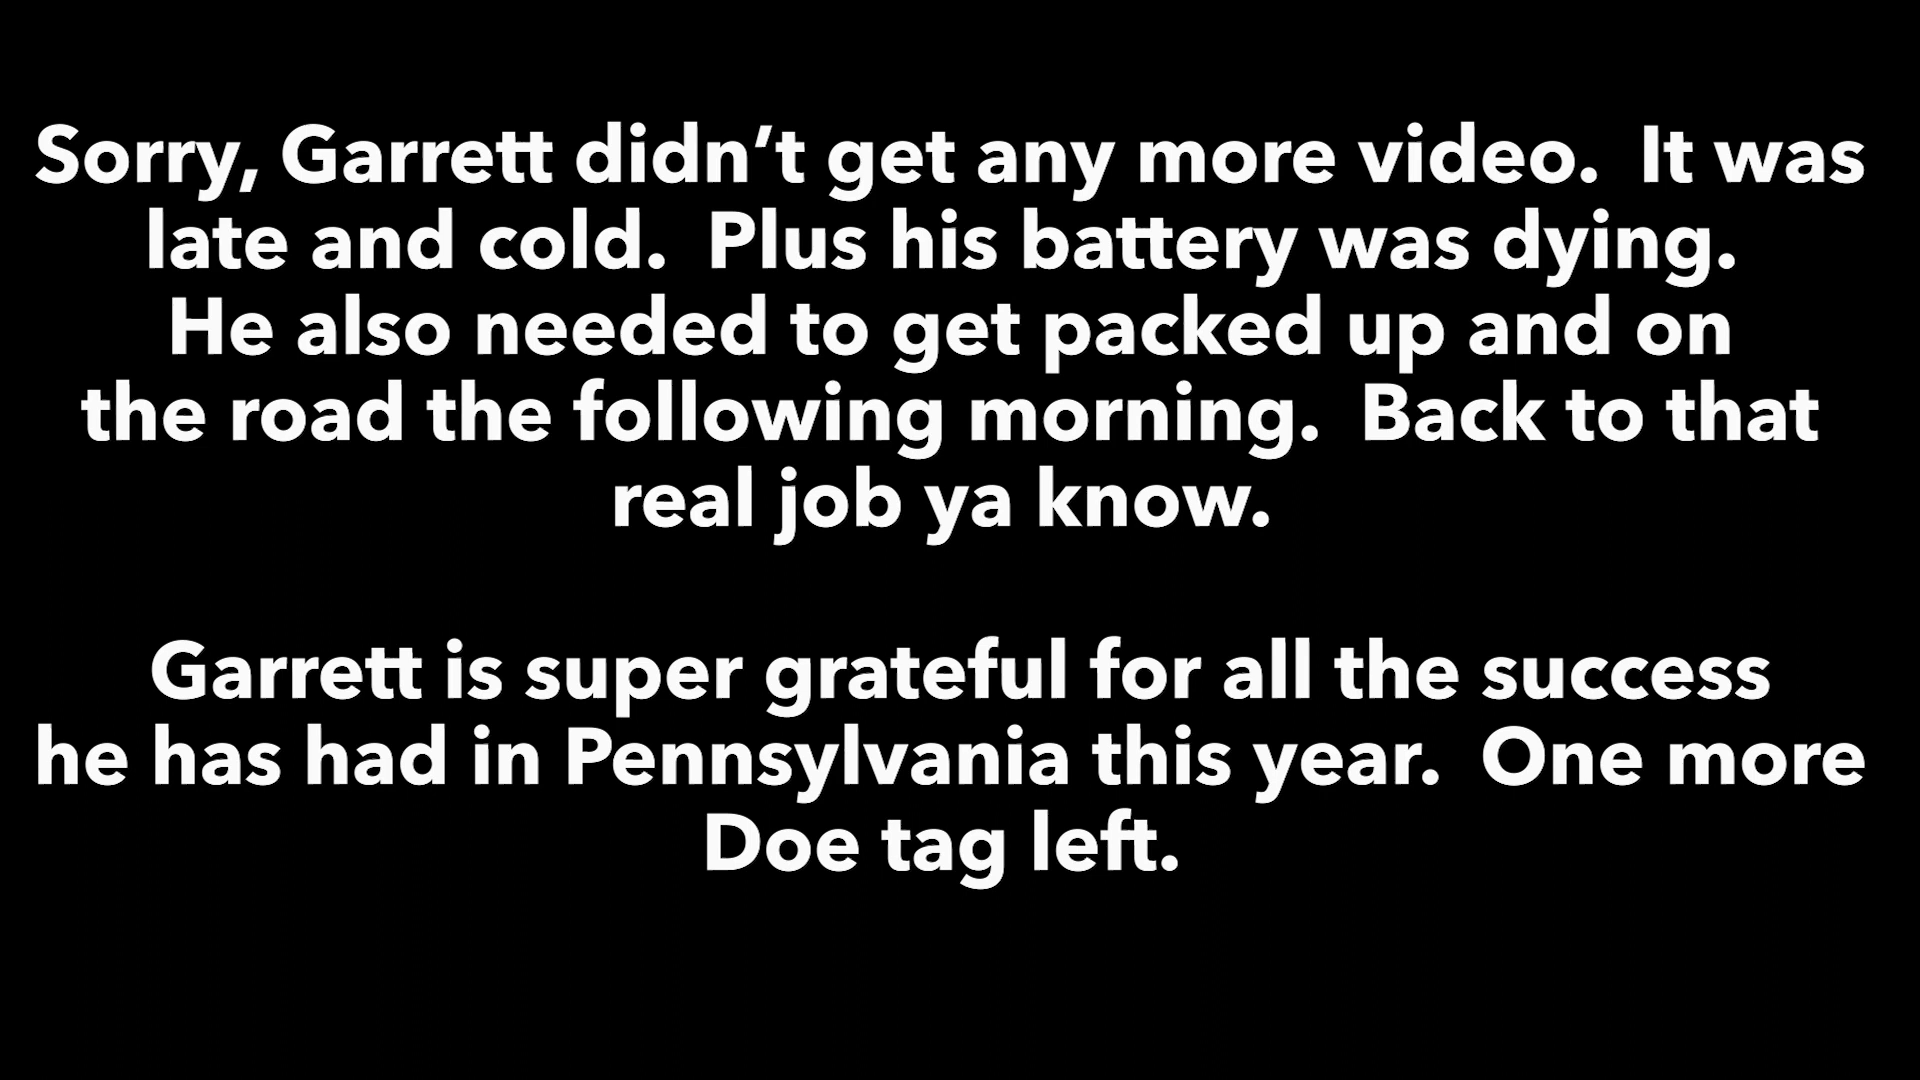 Sorry, Garrett didn’t get any more video.  It was
late and cold.  Plus his battery was dying.
He also needed to get packed up and on
the road the following morning.  Back to that
real job ya know.
Garrett is super grateful for all the success
he has had in Pennsylvania this year.  One more
Doe tag left.